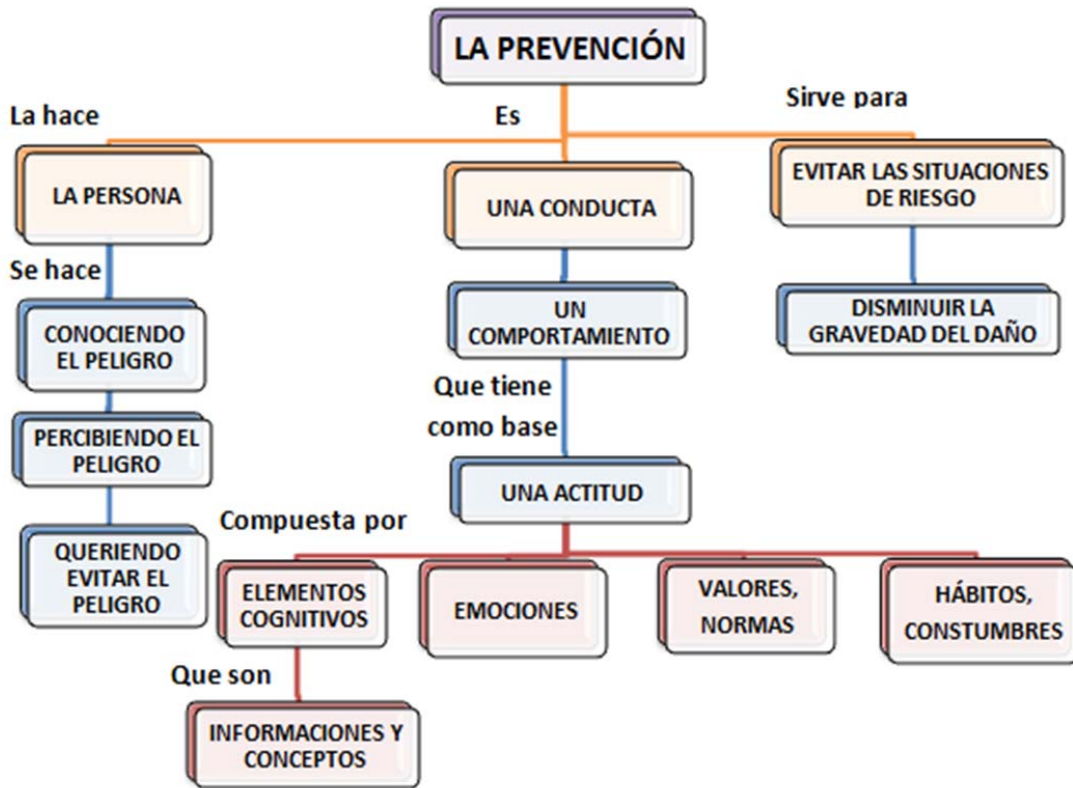 LA PREVENCIÓN
La hace
Es
Sirve para
LA PERSONA
UNA CONDUCTA
EVITAR LAS SITUACIONES
DE RIESGO
Se hace
CONOCIENDO
EL PELIGRO
UN
COMPORTAMIENTO
DISMINUIR LA
GRAVEDAD DEL DAÑO
Que tiene
como base
PERCIBIENDO EL
PELIGRO
UNA ACTITUD
QUERIENDO
EVITAR EL
PELIGRO
Compuesta por
ELEMENTOS
COGNITIVOS
EMOCIONES
VALORES,
NORMAS
HÁBITOS,
CONSTUMBRES
Que son
INFORMACIONES Y
CONCEPTOS